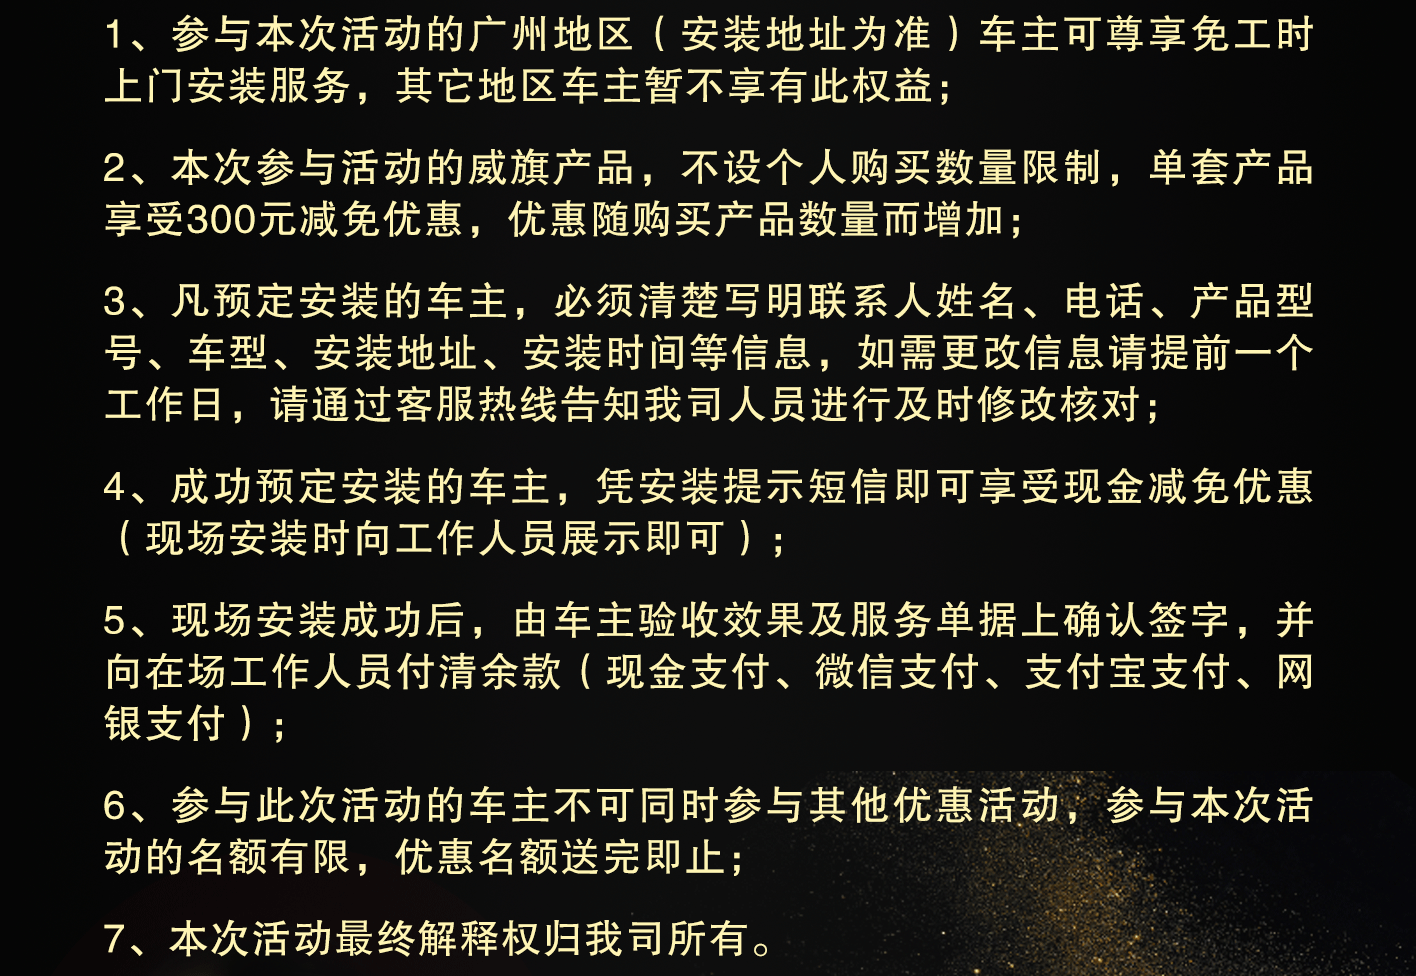 1、参与本次活动的广州地区（安装地址为准）车主可尊享免工时
上门安装服务，其它地区车主暂不享有此权益；
2、本次参与活动的威旗产品，不设个人购买数量限制，单套产品
享受300元减免优惠，优惠随购买产品数量而增加；
3、凡预定安装的车主，必须清楚写明联系人姓名、电话、产品型
号、车型、安装地址、安装时间等信息，如需更改信息请提前一个
工作日，请通过客服热线告知我司人员进行及时修改核对；
4、成功预定安装的车主，凭安装提示短信即可享受现金减免优惠
（现场安装时向工作人员展示即可）；
5、现场安装成功后，由车主验收效果及服务单据上确认签字，并
向在场工作人员付清余款（现金支付、微信支付、支付宝支付、网
银支付）；
6、参与此次活动的车主不可同时参与其他优惠活动，参与本次活
动的名额有限，优惠名额送完即止；
7、本次活动最终解释权归我司所有。